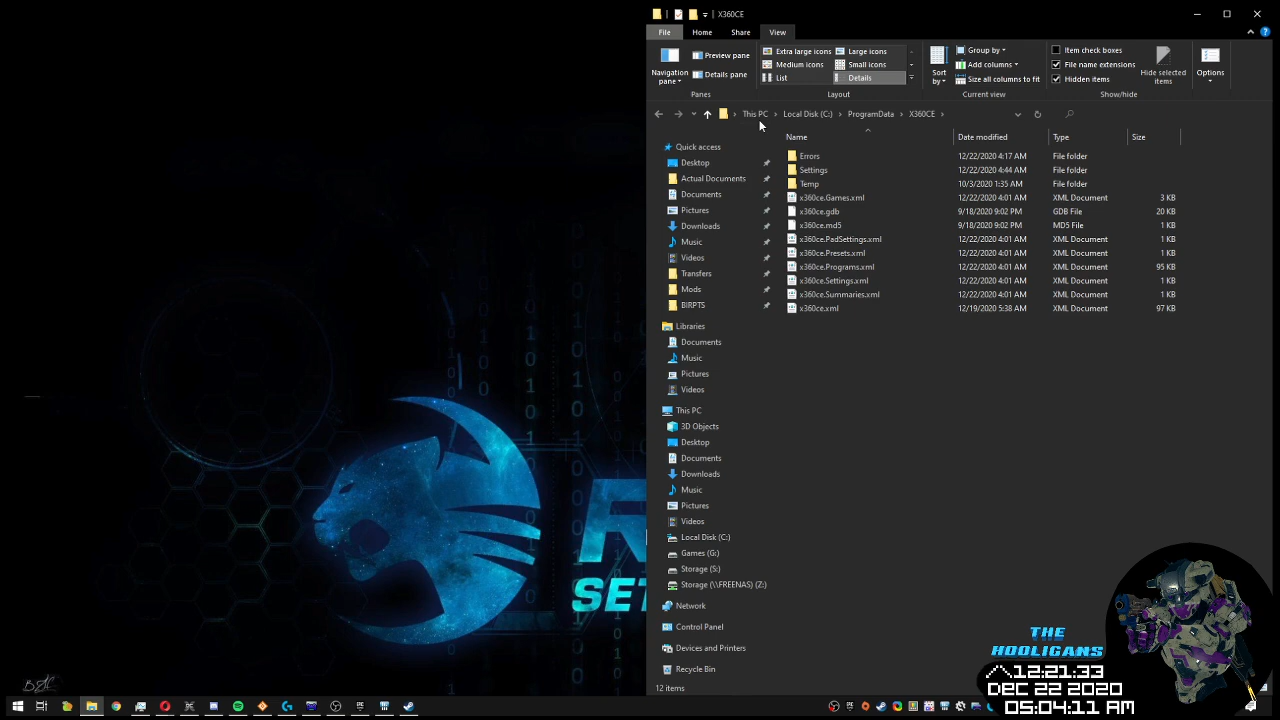 X360CE
File Home Share View
Navigation pane
Preview pane
Details pane
Panes
Extra large icons Large icons
Medium icons Small icons
List Details
Layout
Sort by
Group by
Add columns
Size all columns to fit
Current view
Item check boxes
File name extensions
Hidden items
Hide selected items
Show/hide
Options
This PC Local Disk (C:) ProgramData X360CE
Name Date modified Type Size
Errors 12/22/2020 4:17 AM File folder
Settings 12/22/2020 4:44 AM File folder
Temp 10/3/2020 1:35 AM File folder
x360ce.Games.xml 12/22/2020 4:01 AM XML Document 3 KB
x360ce.gdb 9/18/2020 9:02 PM GDB File 20 KB
x360ce.md5 9/18/2020 9:02 PM MD5 File 1 KB
x360ce.PadSettings.xml 12/22/2020 4:01 AM XML Document 1 KB
x360ce.Presets.xml 12/22/2020 4:01 AM XML Document 1 KB
x360ce.Programs.xml 12/22/2020 4:01 AM XML Document 95 KB
x360ce.Settings.xml 12/22/2020 4:01 AM XML Document 1 KB
x360ce.Summaries.xml 12/22/2020 4:01 AM XML Document 1 KB
x360ce.xml 12/19/2020 5:38 AM XML Document 97 KB
Quick access
Desktop
Actual Documents
Documents
Pictures
Downloads
Music
Videos
Transfers
Mods
BIRPTS
Libraries
Documents
Music
Pictures
Videos
This PC
3D Objects
Desktop
Documents
Downloads
Music
Pictures
Videos
Local Disk (C:)
Games (G:)
Storage (S:)
Storage (\\FREENAS) (Z:)
Network
Control Panel
Devices and Printers
Recycle Bin
12 items
R
SET
THE
HOOLIGANS
12:21:33
DEC 22 2020
05:04:11 AM